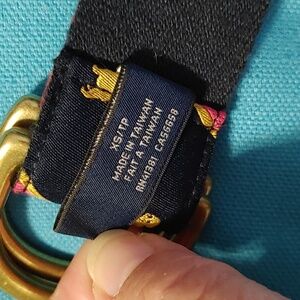 XS/TP
MADE IN TAIWAN
FAIT A TAIWAN
RN41381 CA56658